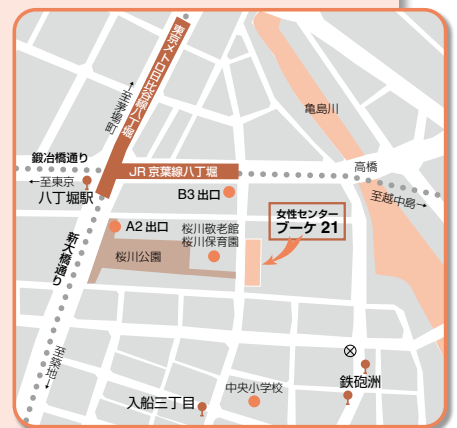 東京メトロ日比谷線八丁堀
←至茅場町
亀島川
鍛冶橋通り
JR 京葉線八丁堀
高橋
←至東京
八丁堀駅
B3 出口
至越中島→
女性センター
ブーケ 21
A2 出口
桜川敬老館
桜川保育園
新大橋通り
桜川公園
至築地→
鉄砲洲
中央小学校
入船三丁目